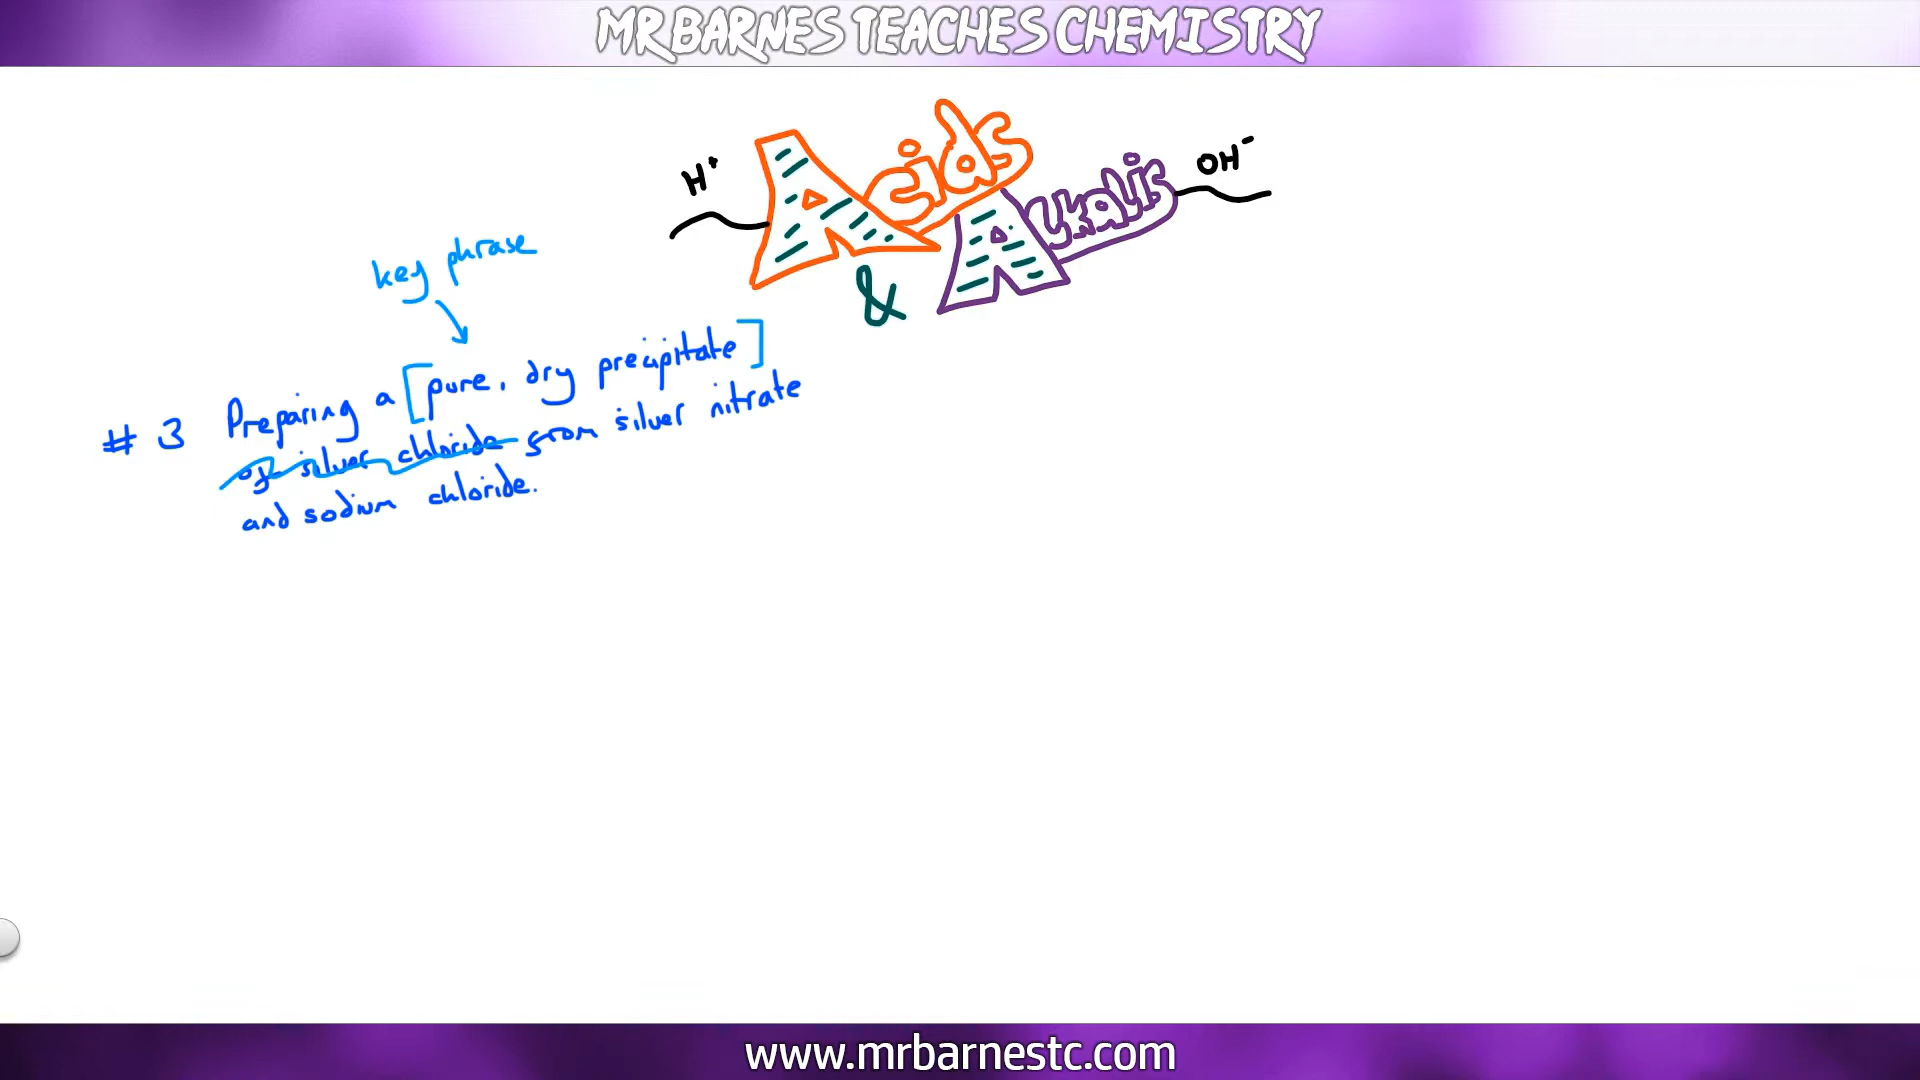 MR BARNES TEACHES CHEMISTRY
H+ Acids
& Alkalis OH-
key phrase
# 3 Preparing a [pure, dry precipitate]
of silver chloride from silver nitrate
and sodium chloride.
www.mrbarnestc.com